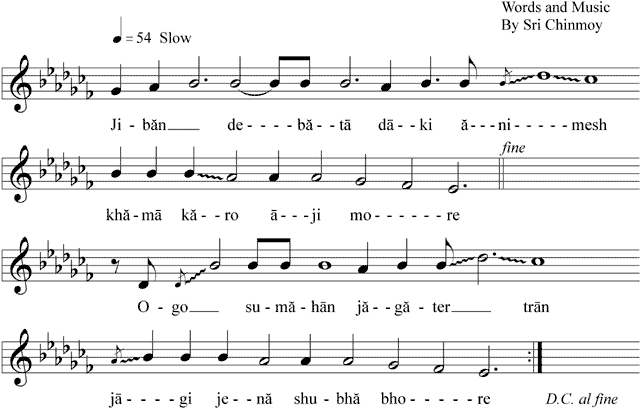 Words and Music
By Sri Chinmoy
= 54 Slow
Ji - băn ____ de - - - - - bă - tā dā - ki ă - - - ni - - - - mesh
fine
khă - mā kă - ro ā - - ji mo - - - - - - - re
O - go ____ su - mă - hān jă - gă - ter trān
jā - - - - gi je - nă shu - bhă bho - - - - re D.C. al fine